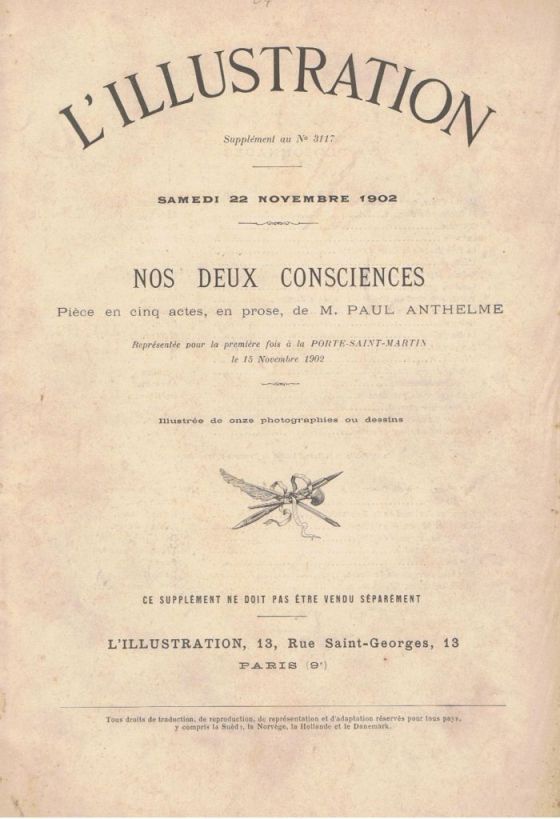 L'ILLUSTRATION
Supplément au Nº 3117
SAMEDI 22 NOVEMBRE 1902
NOS DEUX CONSCIENCES
Pièce en cinq actes, en prose, de M. PAUL ANTHELME
Représentée pour la première fois à la PORTE-SAINT-MARTIN
le 15 Novembre 1902
Illustrée de onze photographies ou dessins
CE SUPPLÉMENT NE DOIT PAS ÊTRE VENDU SÉPARÉMENT
L'ILLUSTRATION, 13, Rue Saint-Georges, 13
PARIS (9e)
Tous droits de traduction, de reproduction, de représentation et d'adaptation réservés pour tous pays,
y compris la Suède, la Norvège, la Hollande et le Danemark.